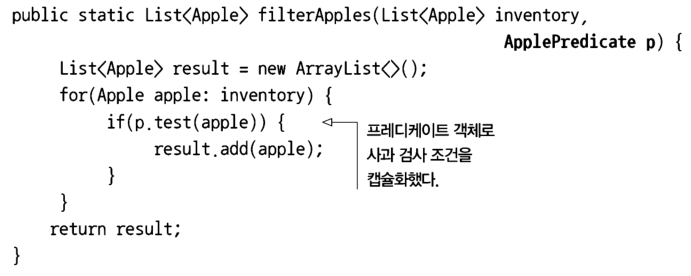 public static List<Apple> filterApples(List<Apple> inventory,
ApplePredicate p) {
List<Apple> result = new ArrayList<>();
for(Apple apple: inventory) {
if(p.test(apple)) {
result.add(apple);
}
}
return result;
}
프레디케이트 객체로
사과 검사 조건을
캡슐화했다.